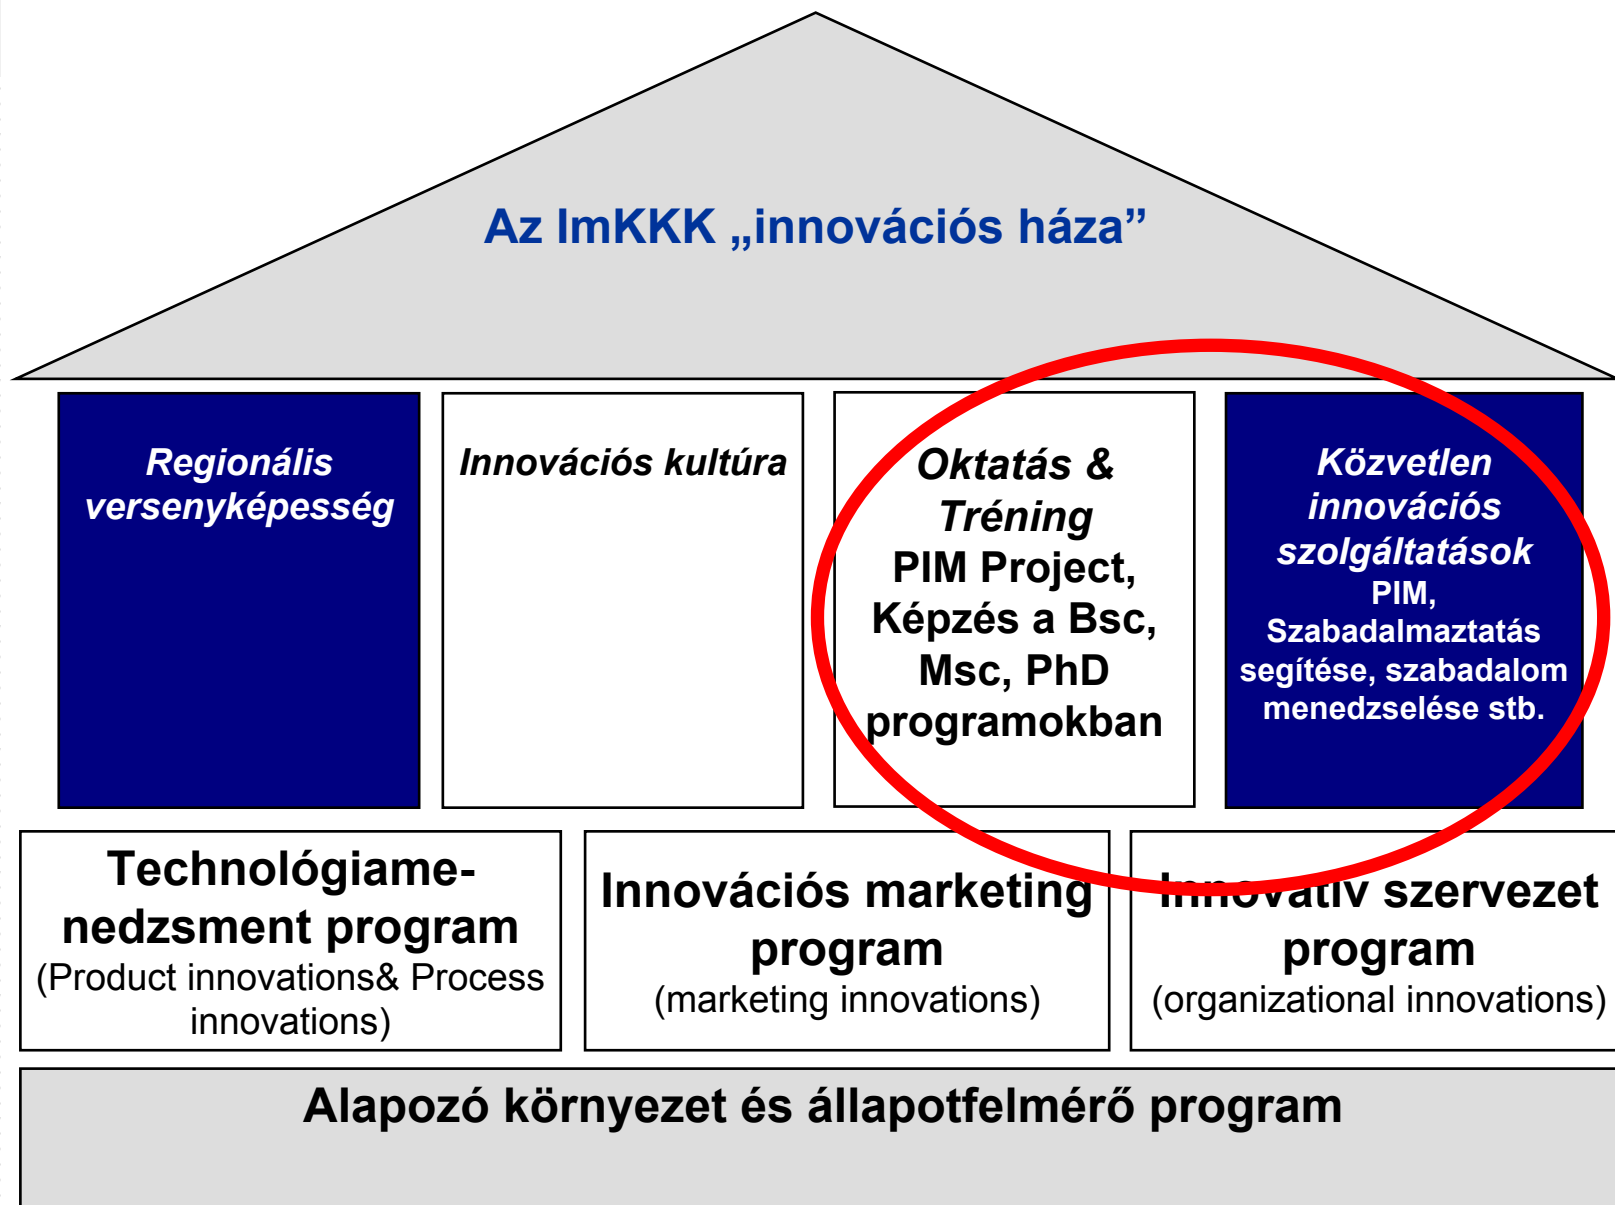 Az ImKKK „innovációs háza”
Regionális
versenyképesség
Innovációs kultúra
Oktatás &
Tréning
PIM Project,
Képzés a Bsc,
Msc, PhD
programokban
Közvetlen
innovációs
szolgáltatások
PIM,
Szabadalmaztatás
segítése, szabadalom
menedzselése stb.
Technológiame-
nedzsment program
(Product innovations& Process
innovations)
Innovációs marketing
program
(marketing innovations)
Innovatív szervezet
program
(organizational innovations)
Alapozó környezet és állapotfelmérő program